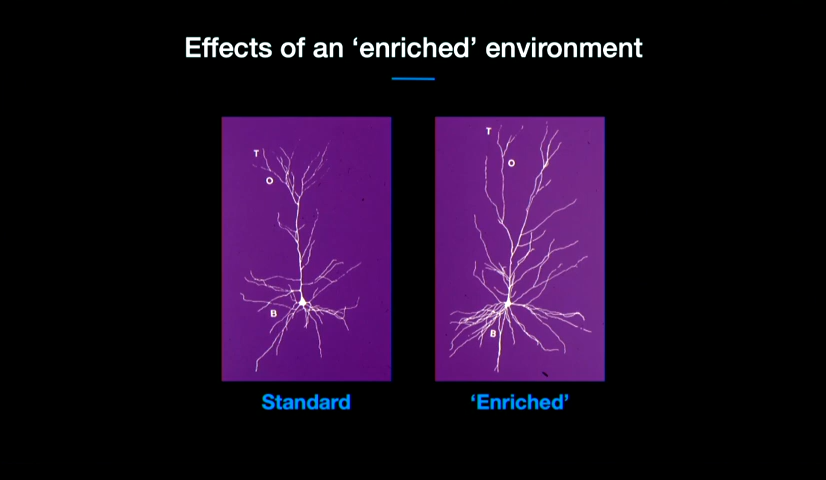 Effects of an ‘enriched’ environment
T
O
B
T
O
B
Standard
‘Enriched’